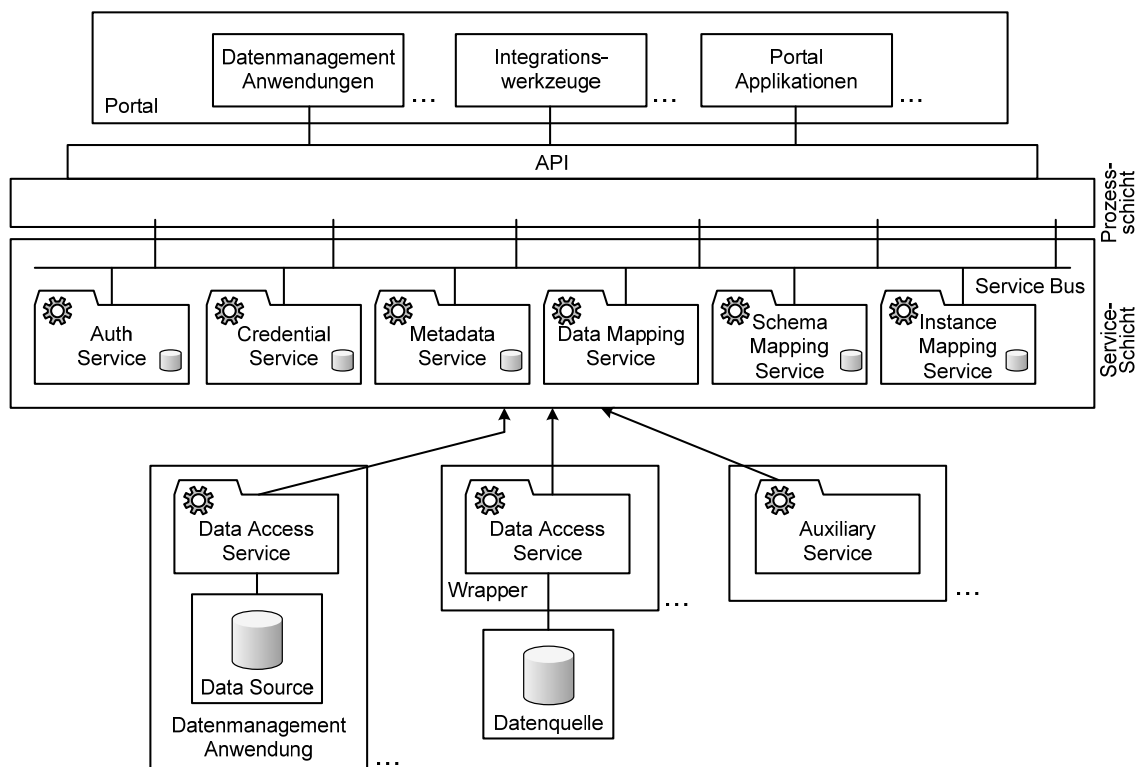 Datenmanagement
Anwendungen
...
Integrations-
werkzeuge
...
Portal
Applikationen
...
Portal
API
Prozess-
schicht
Service Bus
Auth
Service
Credential
Service
Metadata
Service
Data Mapping
Service
Schema
Mapping
Service
Instance
Mapping
Service
Service-
Schicht
Data Access
Service
Data Source
Datenmanagement
Anwendung
...
Data Access
Service
Wrapper
...
Datenquelle
Auxiliary
Service
...